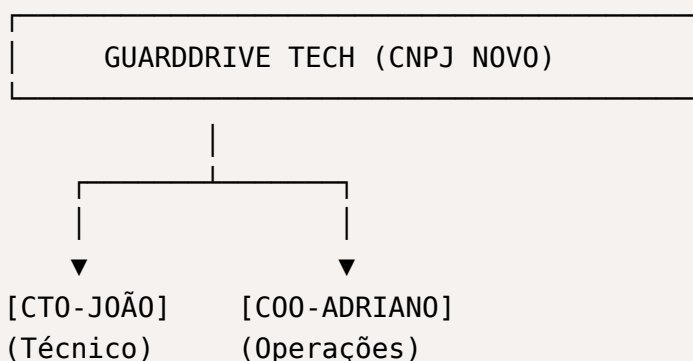 GUARDDRIVE TECH (CNPJ NOVO)
[CTO-JOÃO] [COO-ADRIANO]
(Técnico) (Operações)